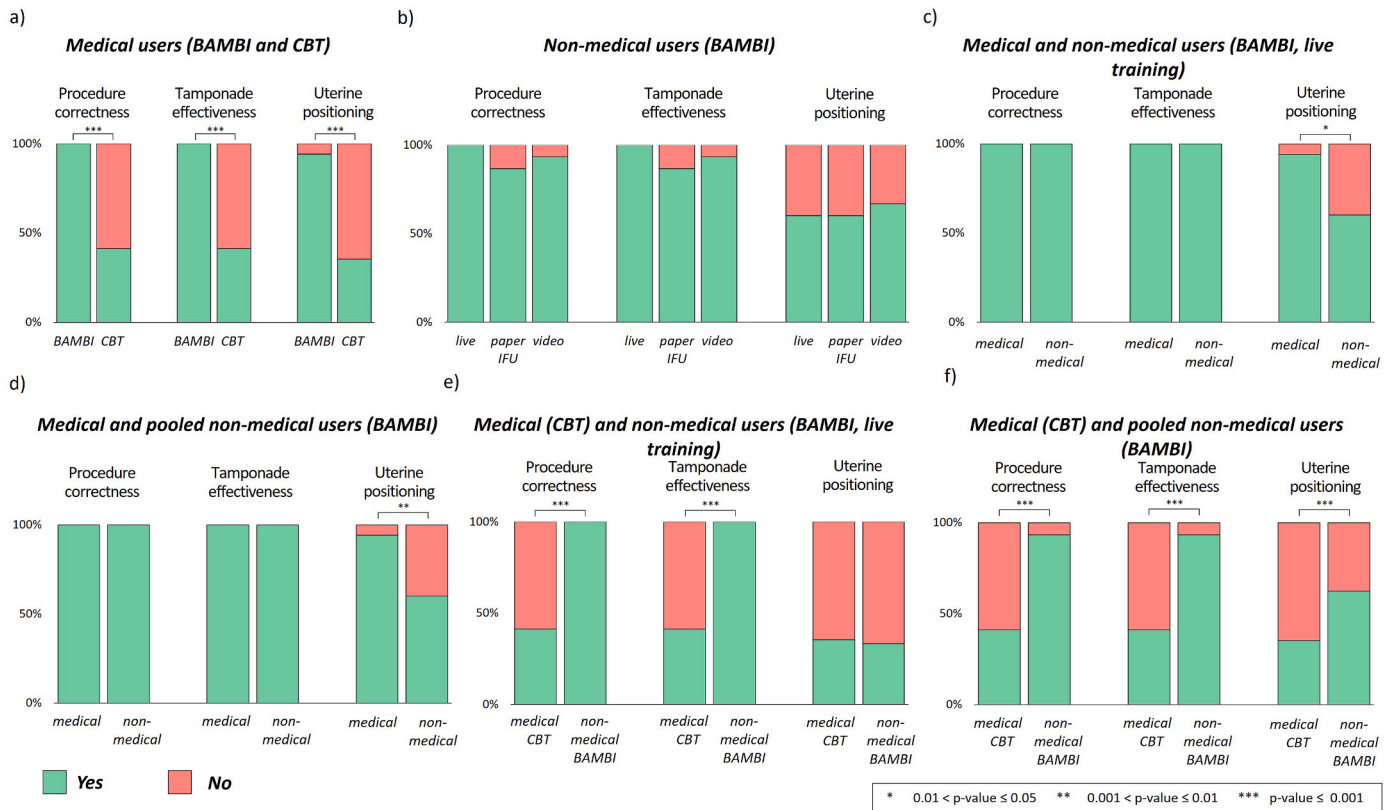 a)
Medical users (BAMBI and CBT)
Procedure correctness
Tamponade effectiveness
Uterine positioning
***
***
***
100%
50%
0%
BAMBI CBT
BAMBI CBT
BAMBI CBT
b)
Non-medical users (BAMBI)
Procedure correctness
Tamponade effectiveness
Uterine positioning
100%
50%
0%
live
paper IFU
video
live
paper IFU
video
live
paper IFU
video
c)
Medical and non-medical users (BAMBI, live
training)
Procedure correctness
Tamponade effectiveness
Uterine positioning
*
100%
50%
0%
medical
non-medical
medical
non-medical
medical
non-medical
d)
Medical and pooled non-medical users (BAMBI)
Procedure correctness
Tamponade effectiveness
Uterine positioning
**
100%
50%
0%
medical
non-medical
medical
non-medical
medical
non-medical
e)
Medical (CBT) and non-medical users (BAMBI, live
training)
Procedure correctness
Tamponade effectiveness
Uterine positioning
***
***
100%
50%
0%
medical CBT
non-medical BAMBI
medical CBT
non-medical BAMBI
medical CBT
non-medical BAMBI
f)
Medical (CBT) and pooled non-medical users
(BAMBI)
Procedure correctness
Tamponade effectiveness
Uterine positioning
***
***
***
100%
50%
0%
medical CBT
non-medical BAMBI
medical CBT
non-medical BAMBI
medical CBT
non-medical BAMBI
Yes
No
* 0.01 < p-value ≤ 0.05 ** 0.001 < p-value ≤ 0.01 *** p-value ≤ 0.001